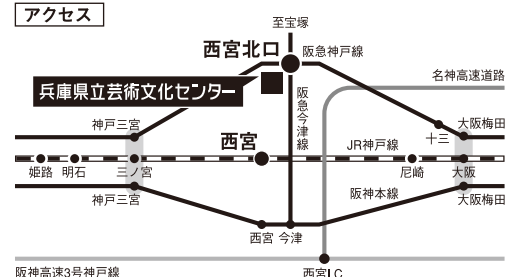 アクセス
至宝塚
西宮北口
阪急神戸線
兵庫県立芸術文化センター
名神高速道路
阪急今津線
神戸三宮
大阪梅田
十三
西宮
JR神戸線
姫路
明石
三ノ宮
尼崎
大阪
神戸三宮
阪神本線
大阪梅田
西宮
今津
阪神高速3号神戸線
西宮I.C